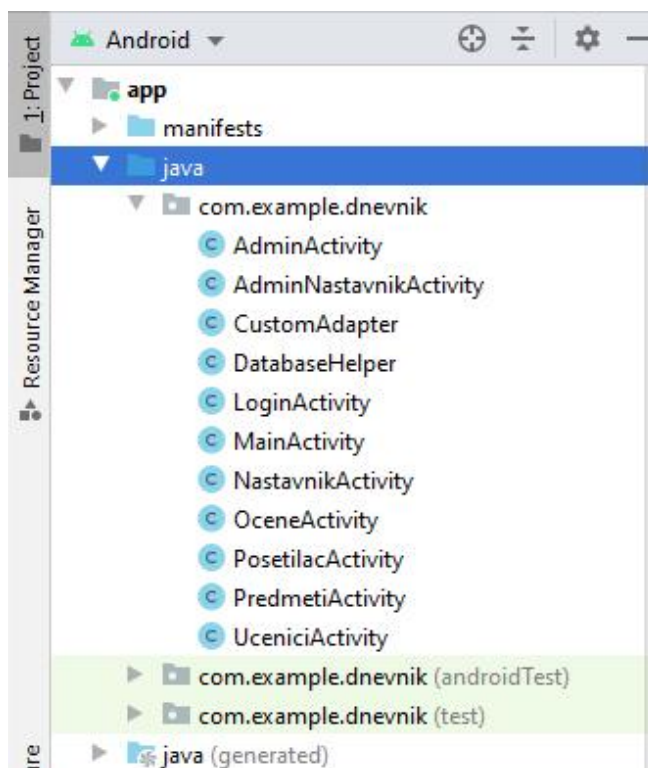 1: Project
Resource Manager
Android
app
manifests
java
com.example.dnevnik
AdminActivity
AdminNastavnikActivity
CustomAdapter
DatabaseHelper
LoginActivity
MainActivity
NastavnikActivity
OceneActivity
PosetilacActivity
PredmetiActivity
UceniciActivity
com.example.dnevnik (androidTest)
com.example.dnevnik (test)
java (generated)